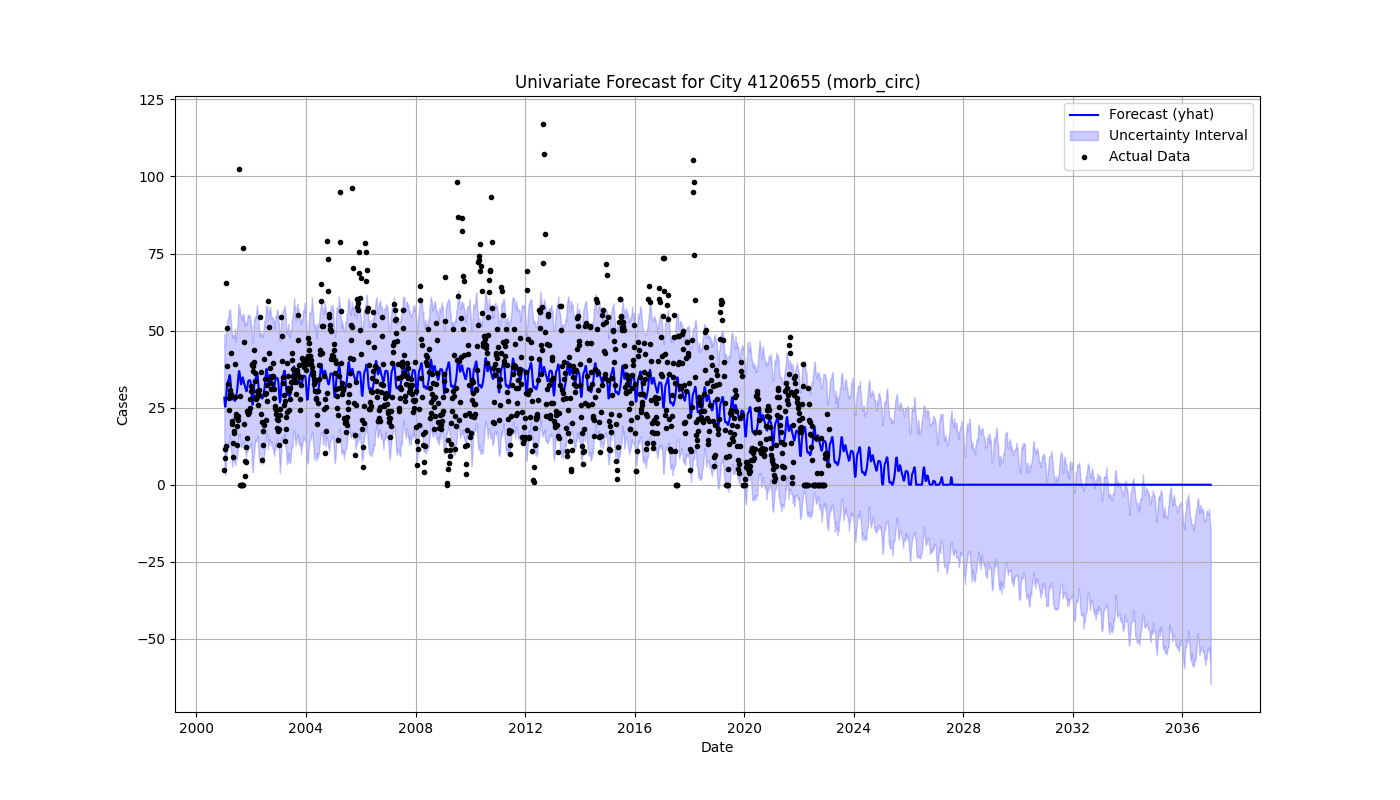 Univariate Forecast for City 4120655 (morb_circ)
Forecast (yhat)
Uncertainty Interval
Actual Data
Cases
125
100
75
50
25
0
−25
−50
2000 2004 2008 2012 2016 2020 2024 2028 2032 2036
Date